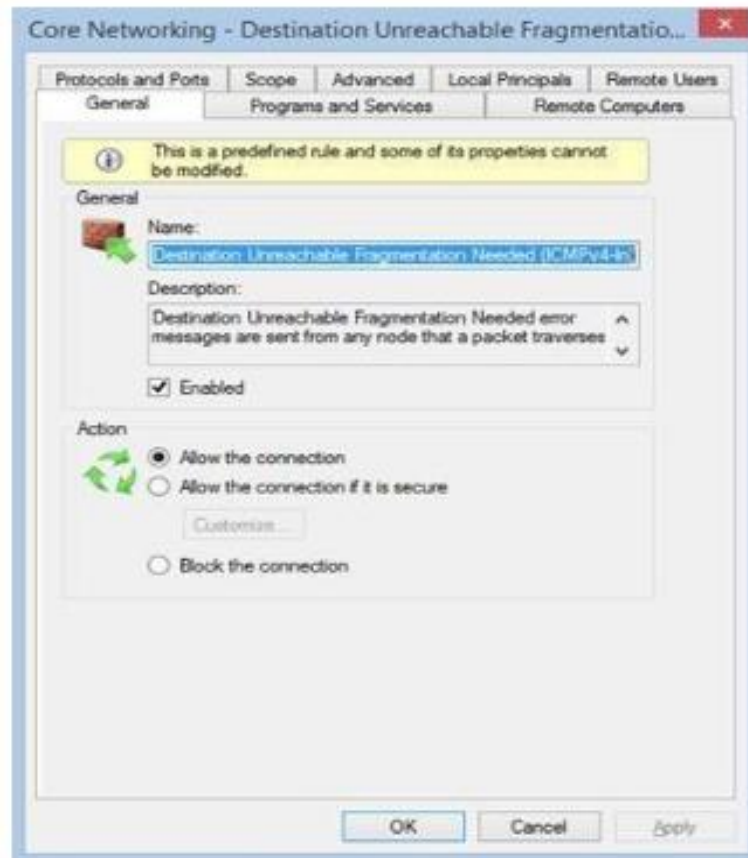 Core Networking - Destination Unreachable Fragmentatio...
Protocols and Ports Scope Advanced Local Principals Remote Users
General Programs and Services Remote Computers
This is a predefined rule and some of its properties cannot
be modified.
General
Name:
Destination Unreachable Fragmentation Needed (ICMPv4-In)
Description:
Destination Unreachable Fragmentation Needed error
messages are sent from any node that a packet traverses
Enabled
Action
Allow the connection
Allow the connection if it is secure
Customize...
Block the connection
OK Cancel Apply